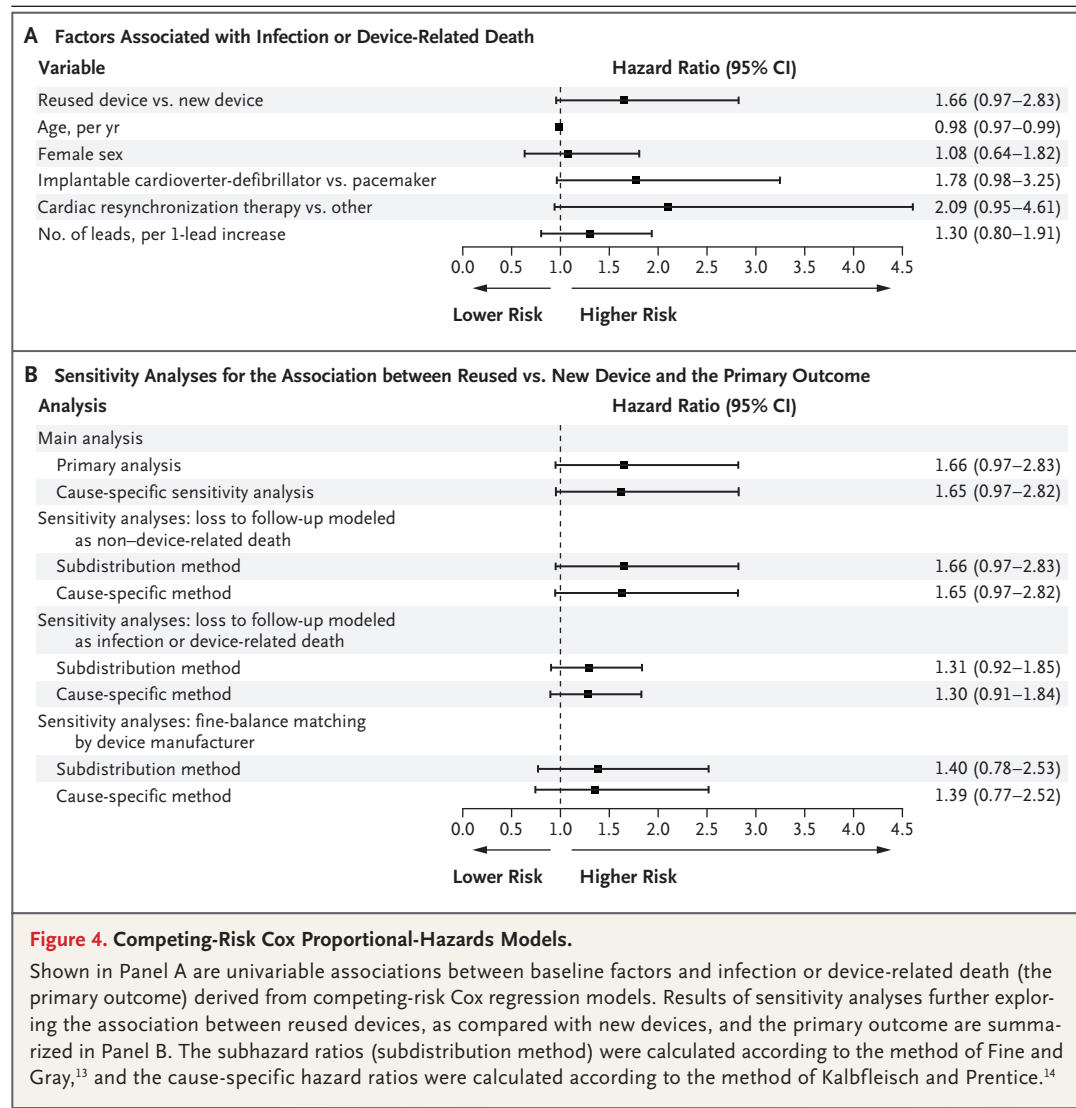 A Factors Associated with Infection or Device-Related Death
Variable Hazard Ratio (95% CI)
Reused device vs. new device 1.66 (0.97–2.83)
Age, per yr 0.98 (0.97–0.99)
Female sex 1.08 (0.64–1.82)
Implantable cardioverter-defibrillator vs. pacemaker 1.78 (0.98–3.25)
Cardiac resynchronization therapy vs. other 2.09 (0.95–4.61)
No. of leads, per 1-lead increase 1.30 (0.80–1.91)
0.0 0.5 1.0 1.5 2.0 2.5 3.0 3.5 4.0 4.5
Lower Risk Higher Risk
B Sensitivity Analyses for the Association between Reused vs. New Device and the Primary Outcome
Analysis Hazard Ratio (95% CI)
Main analysis
Primary analysis 1.66 (0.97–2.83)
Cause-specific sensitivity analysis 1.65 (0.97–2.82)
Sensitivity analyses: loss to follow-up modeled
as non–device-related death
Subdistribution method 1.66 (0.97–2.83)
Cause-specific method 1.65 (0.97–2.82)
Sensitivity analyses: loss to follow-up modeled
as infection or device-related death
Subdistribution method 1.31 (0.92–1.85)
Cause-specific method 1.30 (0.91–1.84)
Sensitivity analyses: fine-balance matching
by device manufacturer
Subdistribution method 1.40 (0.78–2.53)
Cause-specific method 1.39 (0.77–2.52)
0.0 0.5 1.0 1.5 2.0 2.5 3.0 3.5 4.0 4.5
Lower Risk Higher Risk
Figure 4. Competing-Risk Cox Proportional-Hazards Models.
Shown in Panel A are univariable associations between baseline factors and infection or device-related death (the
primary outcome) derived from competing-risk Cox regression models. Results of sensitivity analyses further explor-
ing the association between reused devices, as compared with new devices, and the primary outcome are summa-
rized in Panel B. The subhazard ratios (subdistribution method) were calculated according to the method of Fine and
Gray,¹³ and the cause-specific hazard ratios were calculated according to the method of Kalbfleisch and Prentice.¹⁴